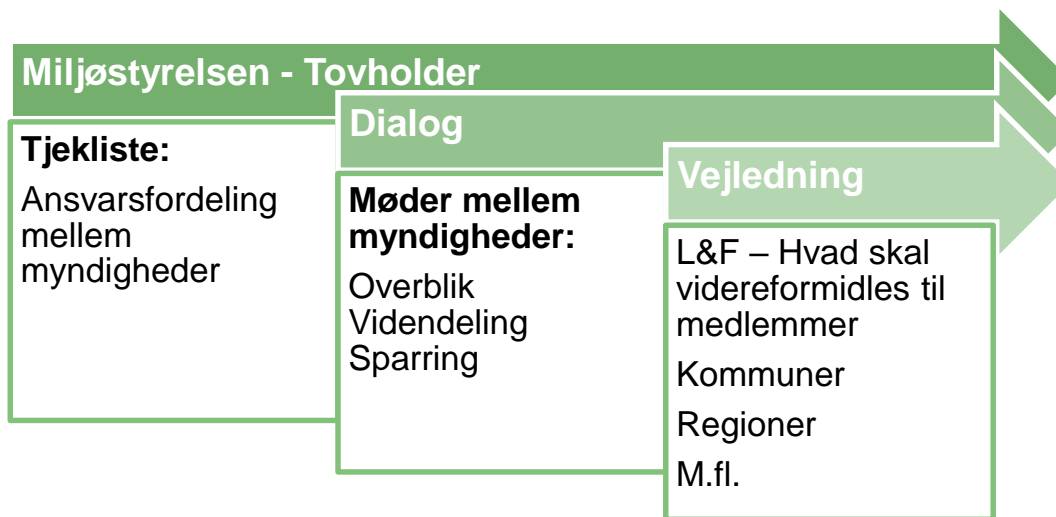 Miljøstyrelsen - Tovholder
Tjekliste:
Ansvarsfordeling
mellem
myndigheder
Dialog
Møder mellem
myndigheder:
Overblik
Videndeling
Sparring
Vejledning
L&F – Hvad skal
videreformidles til
medlemmer
Kommuner
Regioner
M.fl.